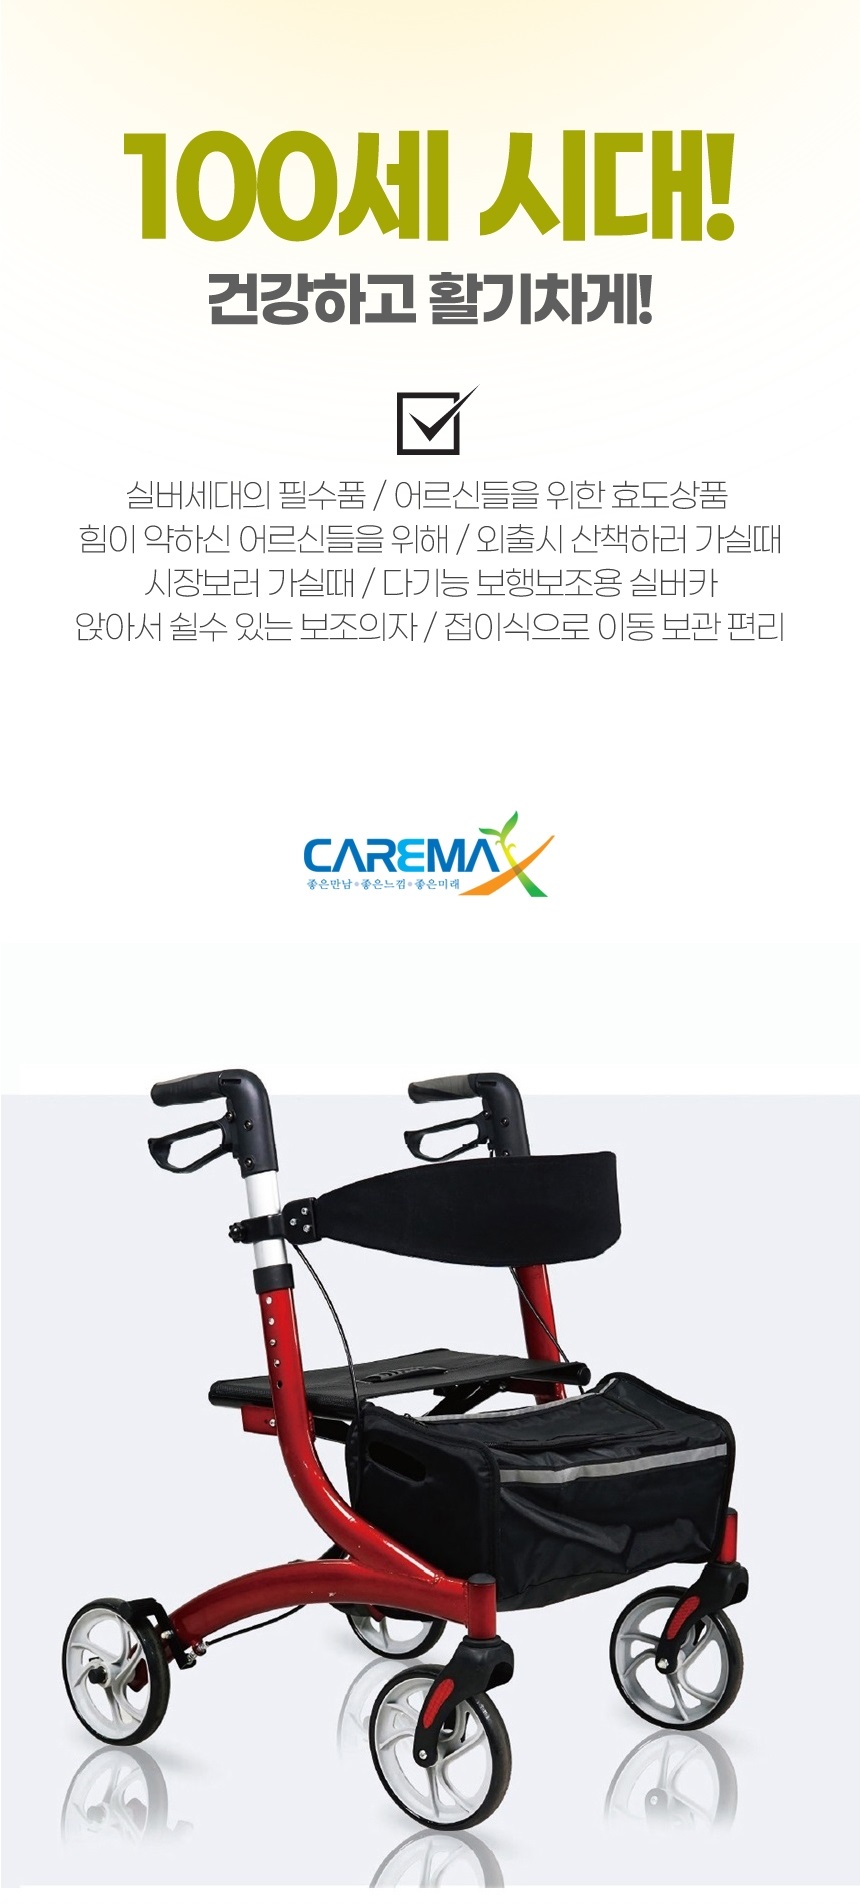 100세 시대!
건강하고 활기차게!
실버세대의 필수품 / 어르신들을 위한 효도상품
힘이 약하신 어르신들을 위해 / 외출시 산책하러 가실때
시장보러 가실때 / 다기능 보행보조용 실버카
앉아서 쉴수 있는 보조의자 / 접이식으로 이동 보관 편리
CAREMAX
좋은만남•좋은느낌•좋은미래